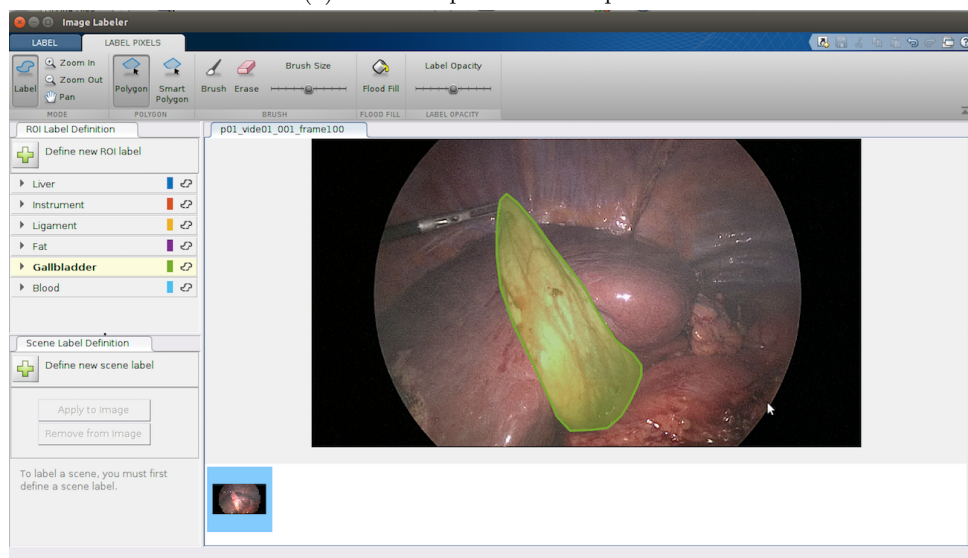 Image Labeler
LABEL
LABEL PIXELS
Label
Zoom In
Zoom Out
Pan
Polygon
Smart
Polygon
Brush
Erase
Brush Size
Flood Fill
Label Opacity
MODE
POLYGON
BRUSH
FLOOD FILL
LABEL OPACITY
ROI Label Definition
p01_vide01_001_frame100
Define new ROI label
Liver
Instrument
Ligament
Fat
Gallbladder
Blood
Scene Label Definition
Define new scene label
Apply to Image
Remove from Image
To label a scene, you must first
define a scene label.